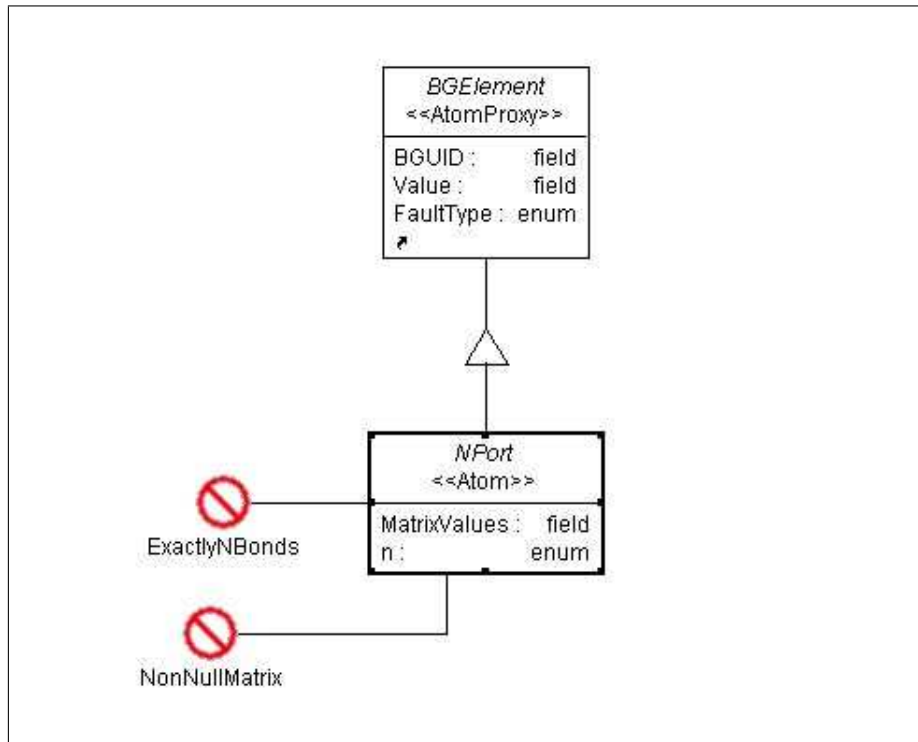 BGElement
<<AtomProxy>>
BGUID : field
Value : field
FaultType : enum
NPort
<<Atom>>
MatrixValues : field
n : enum
ExactlyNBonds
NonNullMatrix